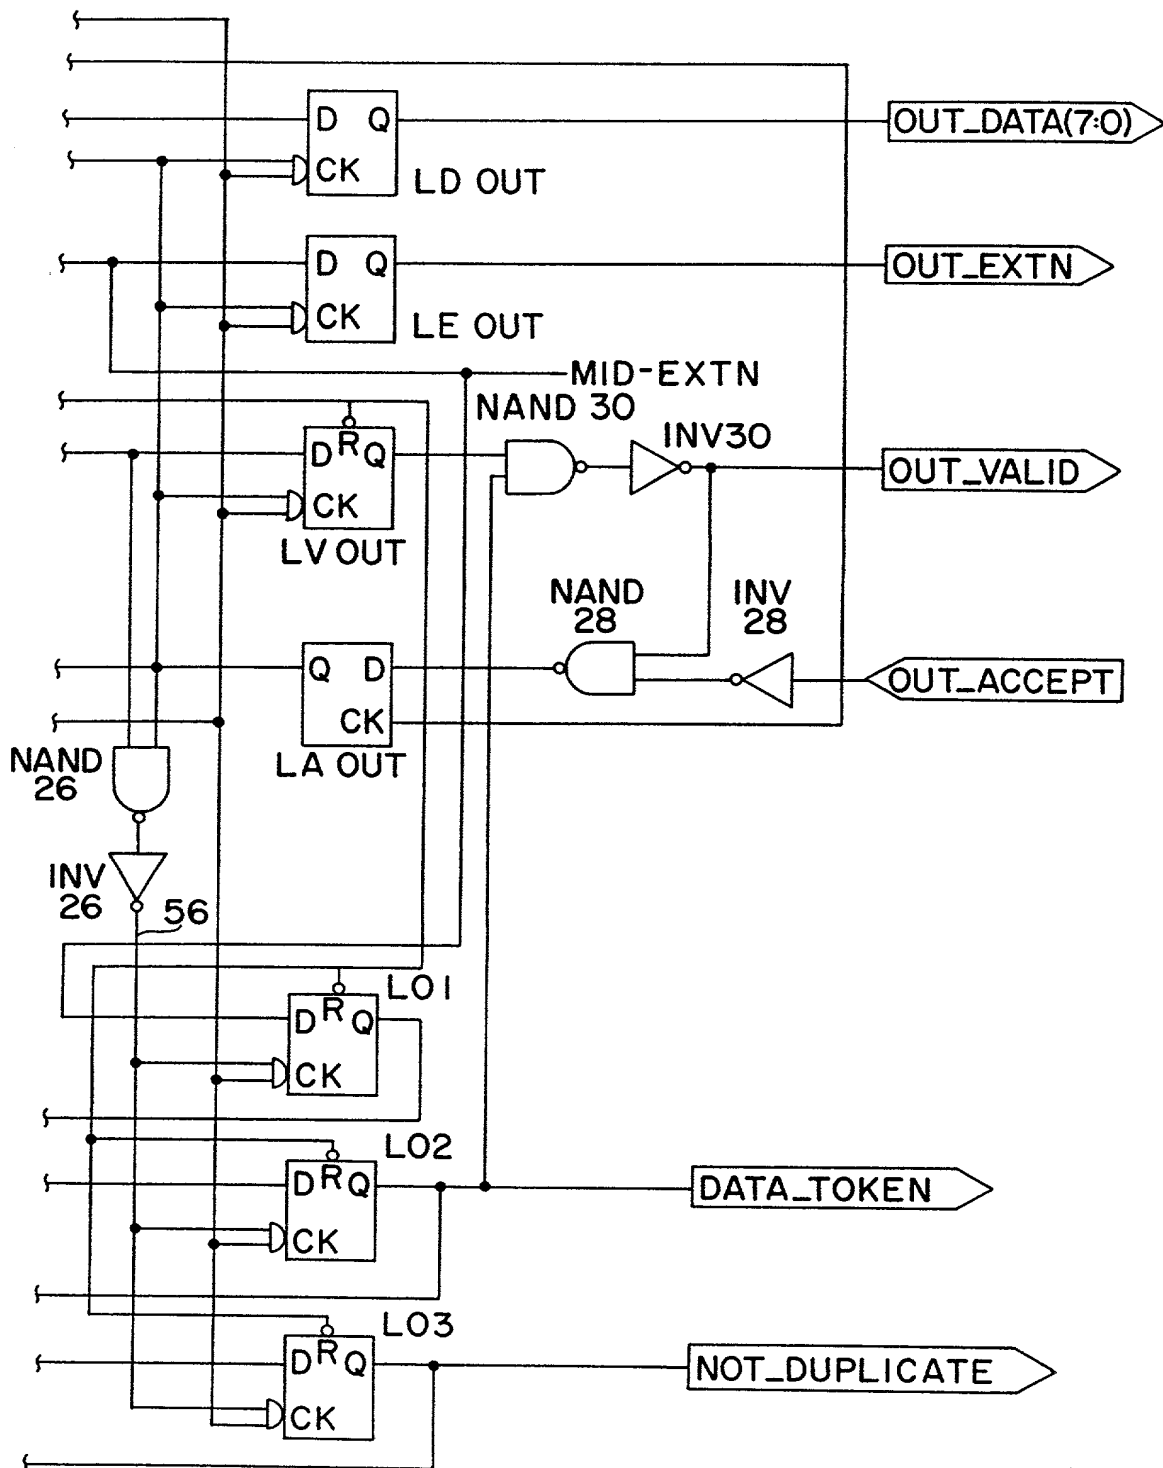 D Q
OUT_DATA(7:0)
CK
LD OUT
D Q
OUT_EXTN
CK
LE OUT
MID-EXTN
NAND 30
INV30
D R Q
OUT_VALID
CK
LV OUT
NAND
28
INV
28
Q D
OUT_ACCEPT
CK
NAND
26
LA OUT
INV
26
56
LO1
D R Q
CK
LO2
D R Q
DATA_TOKEN
CK
LO3
D R Q
NOT_DUPLICATE
CK